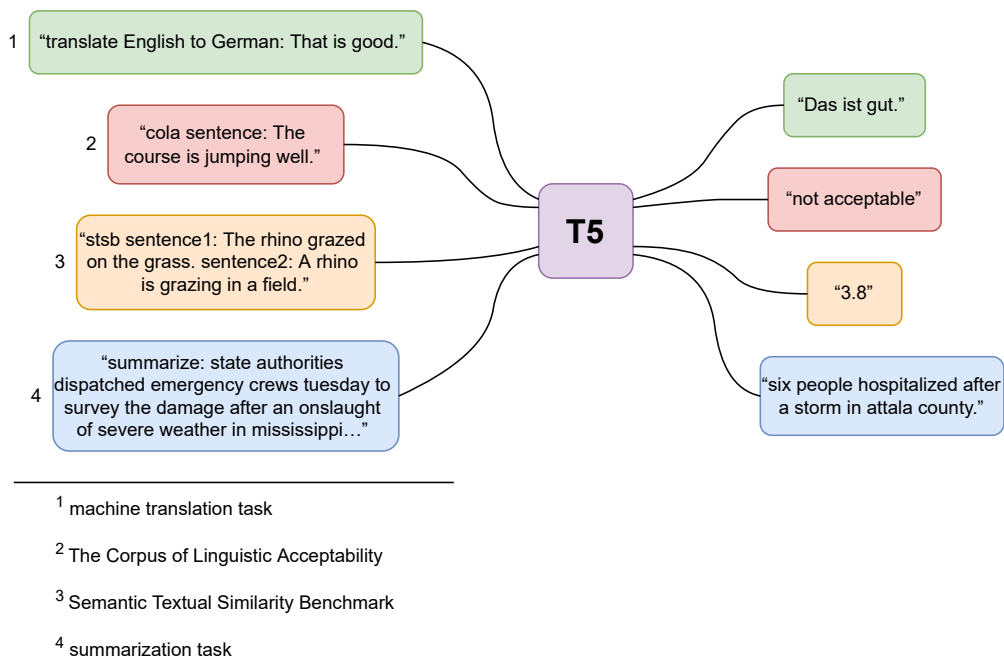 1
“translate English to German: That is good.”
2
“cola sentence: The
course is jumping well.”
3
“stsb sentence1: The rhino grazed
on the grass. sentence2: A rhino
is grazing in a field.”
4
“summarize: state authorities
dispatched emergency crews tuesday to
survey the damage after an onslaught
of severe weather in mississippi…”
T5
“Das ist gut.”
“not acceptable”
“3.8”
“six people hospitalized after
a storm in attala county.”
1 machine translation task
2 The Corpus of Linguistic Acceptability
3 Semantic Textual Similarity Benchmark
4 summarization task